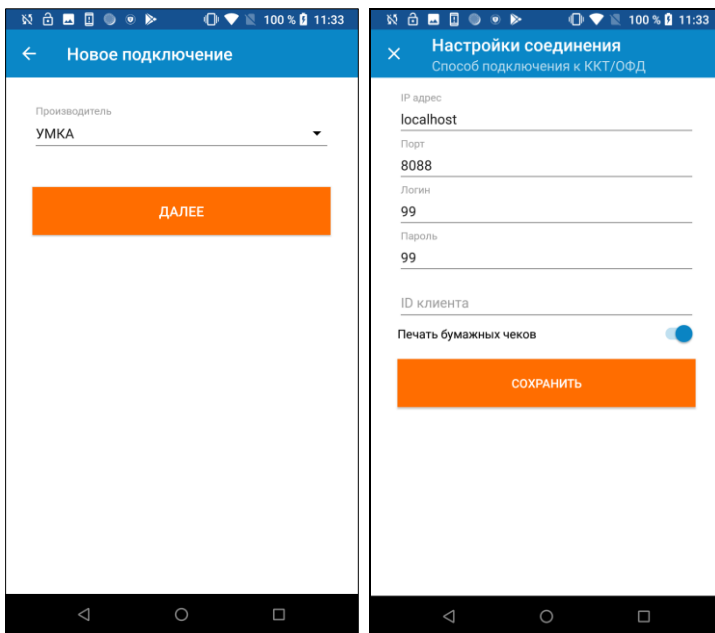 100 % 11:33
Новое подключение
Производитель
УМКА
ДАЛЕЕ
100 % 11:33
Настройки соединения
Способ подключения к ККТ/ОФД
IP адрес
localhost
Порт
8088
Логин
99
Пароль
99
ID клиента
Печать бумажных чеков
СОХРАНИТЬ